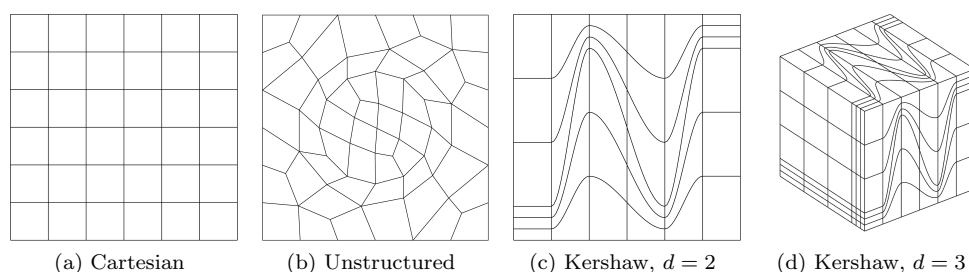 (a) Cartesian
(b) Unstructured
(c) Kershaw, d = 2
(d) Kershaw, d = 3